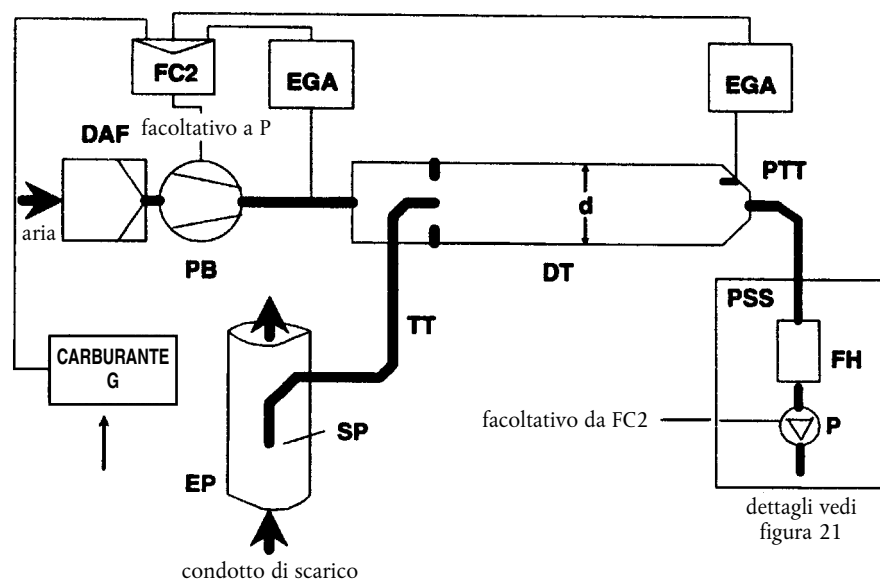 FC2
EGA
EGA
DAF
facoltativo a P
PTT
aria
d
PB
DT
PSS
TT
CARBURANTE
G
FH
SP
facoltativo da FC2
P
EP
dettagli vedi
figura 21
condotto di scarico